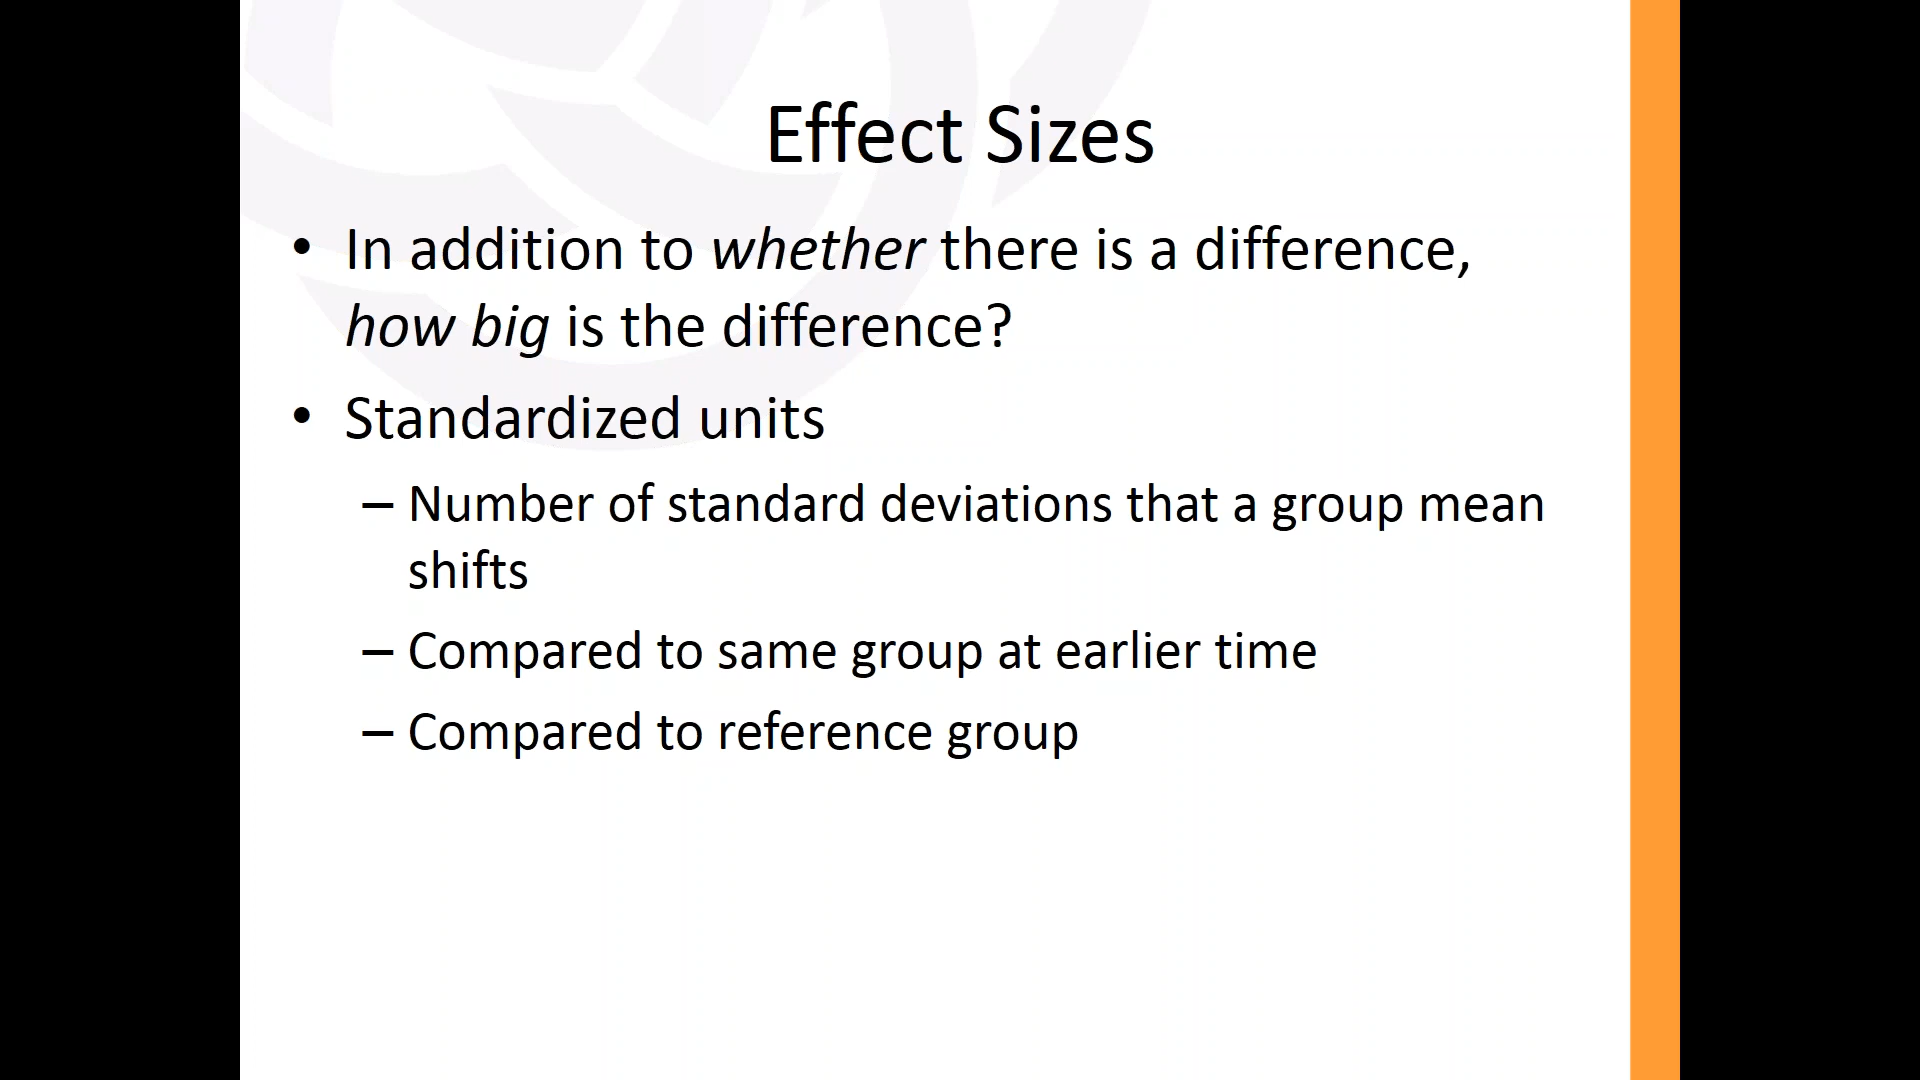 Effect Sizes
• In addition to whether there is a difference,
how big is the difference?
• Standardized units
– Number of standard deviations that a group mean
shifts
– Compared to same group at earlier time
– Compared to reference group